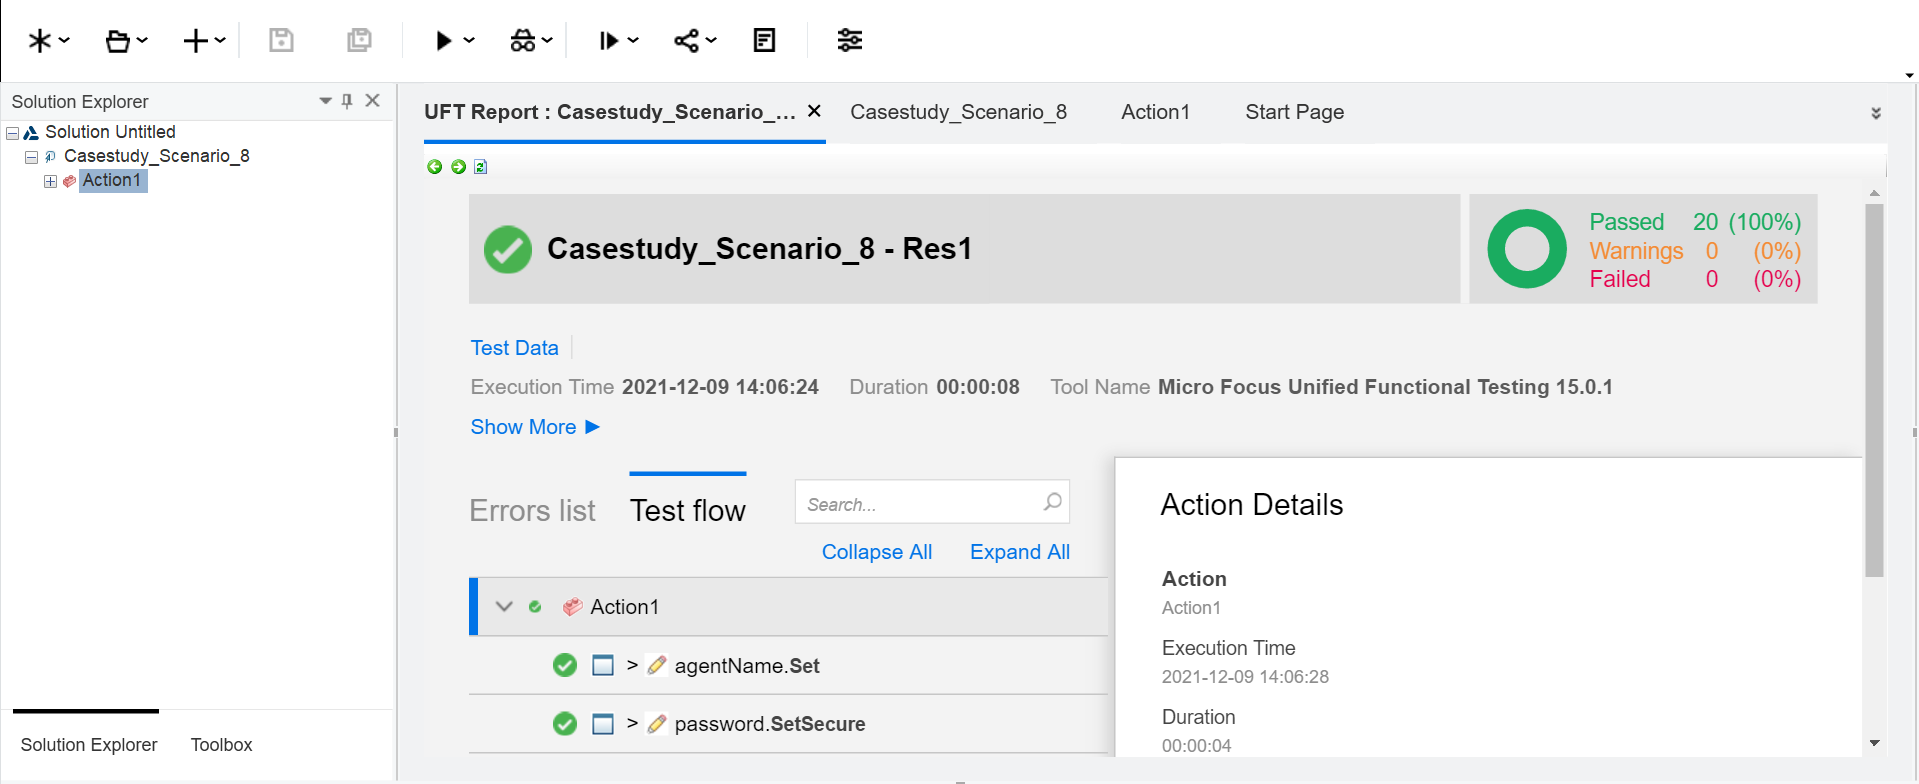 Solution Explorer
Solution Untitled
Casestudy_Scenario_8
Action1
Solution Explorer
Toolbox
UFT Report : Casestudy_Scenario_...
Casestudy_Scenario_8
Action1
Start Page
Casestudy_Scenario_8 - Res1
Passed 20 (100%)
Warnings 0 (0%)
Failed 0 (0%)
Test Data
Execution Time 2021-12-09 14:06:24 Duration 00:00:08 Tool Name Micro Focus Unified Functional Testing 15.0.1
Show More
Errors list
Test flow
Search...
Collapse All
Expand All
Action1
> agentName.Set
> password.SetSecure
Action Details
Action
Action1
Execution Time
2021-12-09 14:06:28
Duration
00:00:04